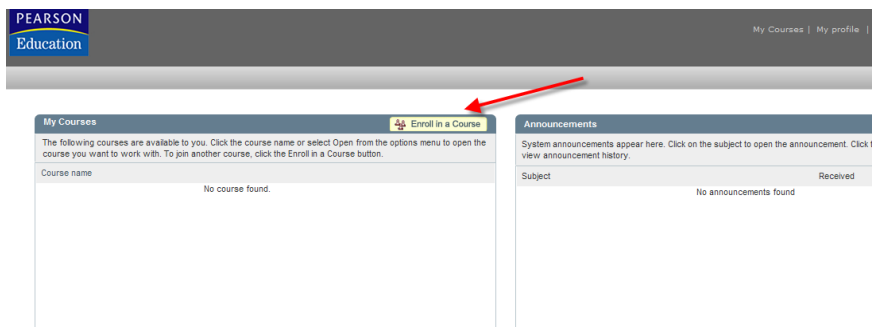 PEARSON
Education
My Courses | My profile |
My Courses
Enroll in a Course
The following courses are available to you. Click the course name or select Open from the options menu to open the
course you want to work with. To join another course, click the Enroll in a Course button.
Course name
No course found.
Announcements
System announcements appear here. Click on the subject to open the announcement. Click
view announcement history.
Subject
Received
No announcements found